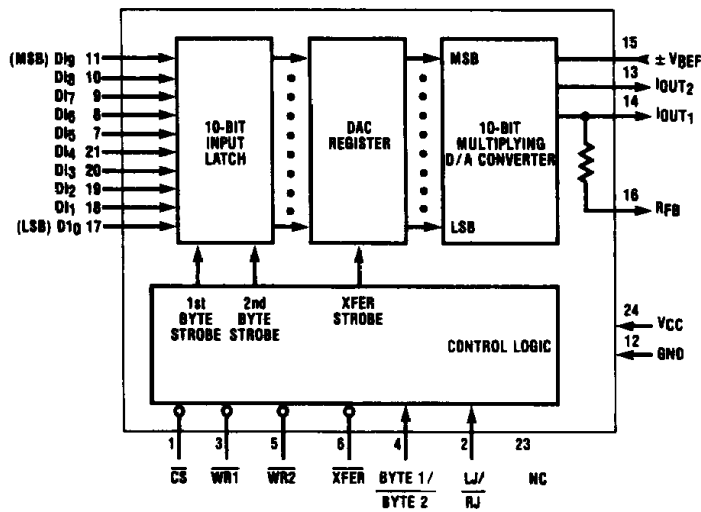 (MSB) DI9 11
DI8 10
DI7 9
DI6 8
DI5 7
DI4 21
DI3 20
DI2 19
DI1 18
(LSB) D10 17
10-BIT
INPUT
LATCH
DAC
REGISTER
MSB
10-BIT
MULTIPLYING
D/A CONVERTER
LSB
15
± VBEF
13
IOUT2
14
IOUT1
16
RFB
1st
BYTE
STROBE
2nd
BYTE
STROBE
XFER
STROBE
CONTROL LOGIC
24
VCC
12
GND
1
CS
3
WR1
5
WR2
6
XFER
4
BYTE 1/
BYTE 2
2
LJ/
RJ
23
NC